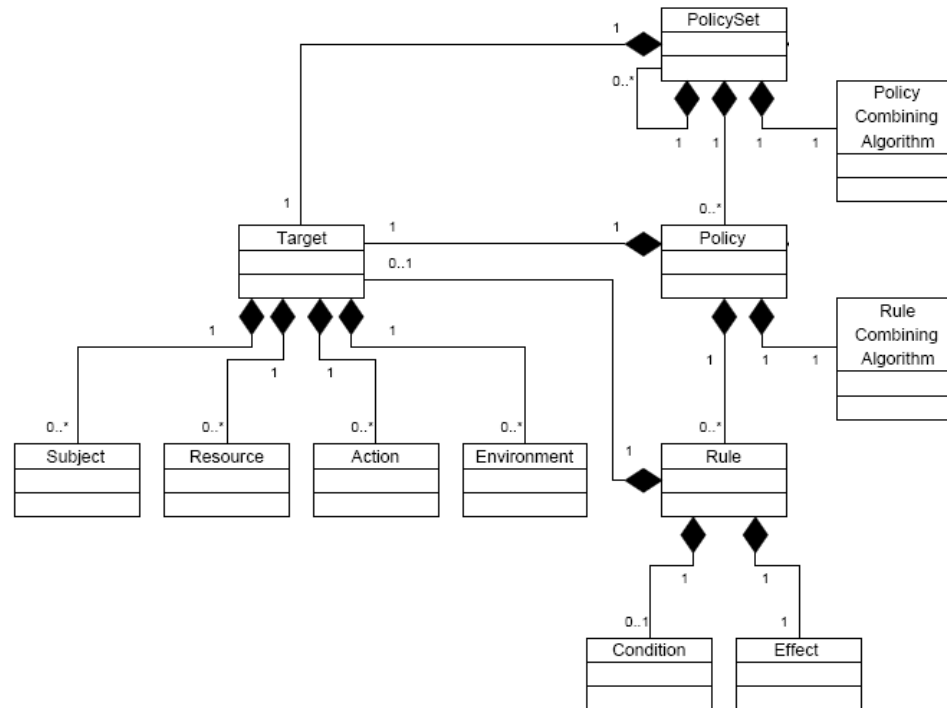 PolicySet
1
0..*
1
1
1
1
Policy
Combining
Algorithm
1
0..*
Target
1
1
Policy
0..1
Rule
Combining
Algorithm
1
1
1
1
1
1
1
0..*
0..*
0..*
0..*
0..*
1
Subject
Resource
Action
Environment
Rule
1
1
0..1
1
Condition
Effect